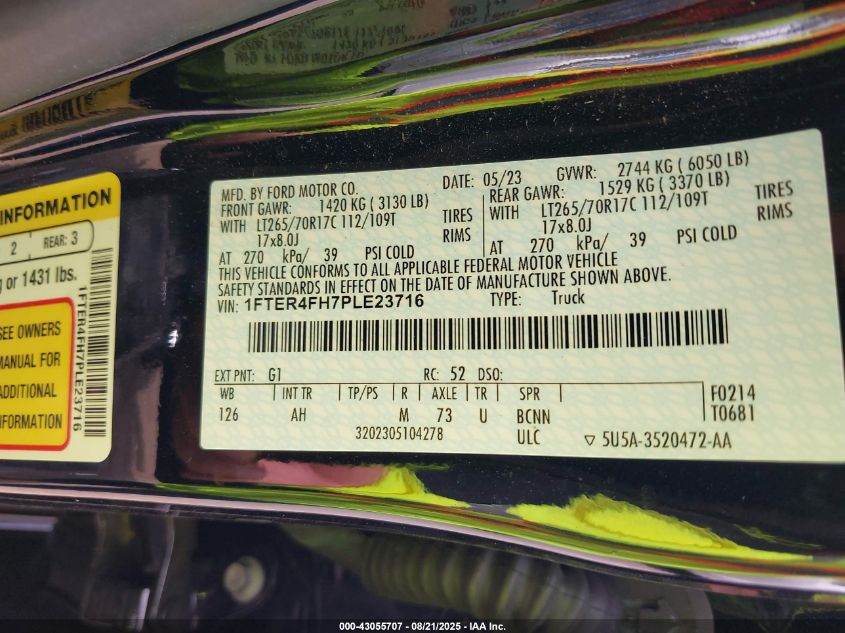 INFORMATION
2 REAR: 3
g or 1431 lbs.
SEE OWNERS
MANUAL FOR
ADDITIONAL
INFORMATION
1FTER4FH7PLE23716
MFD. BY FORD MOTOR CO. DATE: 05/23 GVWR: 2744 KG ( 6050 LB)
FRONT GAWR: 1420 KG ( 3130 LB) REAR GAWR: 1529 KG ( 3370 LB)
WITH LT265/70R17C 112/109T TIRES WITH LT265/70R17C 112/109T TIRES
17x8.0J RIMS 17x8.0J RIMS
AT 270 kPa/ 39 PSI COLD AT 270 kPa/ 39 PSI COLD
THIS VEHICLE CONFORMS TO ALL APPLICABLE FEDERAL MOTOR VEHICLE
SAFETY STANDARDS IN EFFECT ON THE DATE OF MANUFACTURE SHOWN ABOVE.
VIN: 1FTER4FH7PLE23716 TYPE: Truck
EXT PNT: G1 RC: 52 DSO:
WB INT TR TP/PS R AXLE TR SPR F0214
126 AH M 73 U BCNN T0681
3202305104278 ULC ▽ 5U5A-3520472-AA
000-43055707 - 08/21/2025 - IAA Inc.